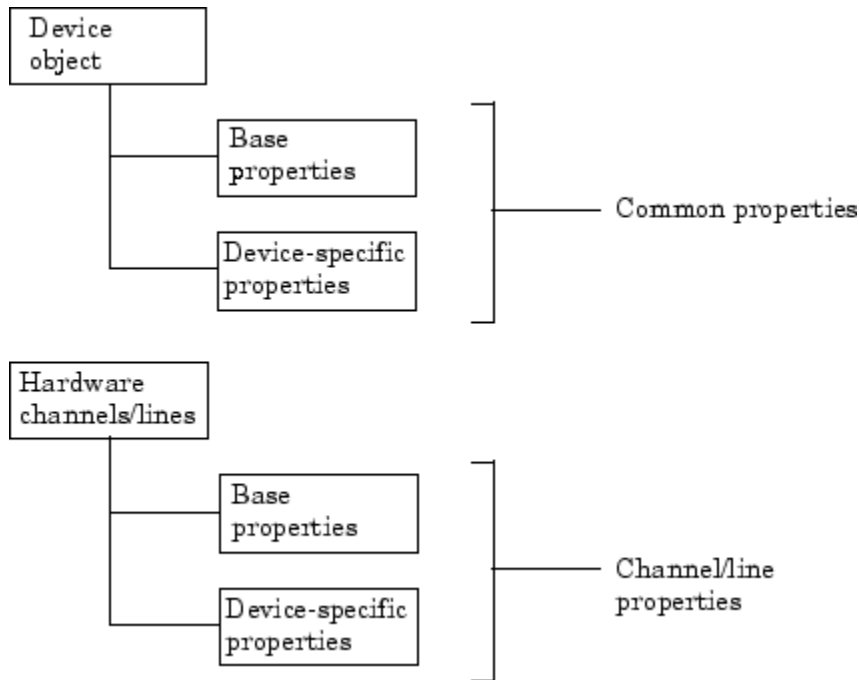 Device
object
Base
properties
Device-specific
properties
Common properties
Hardware
channels/lines
Base
properties
Device-specific
properties
Channel/line
properties